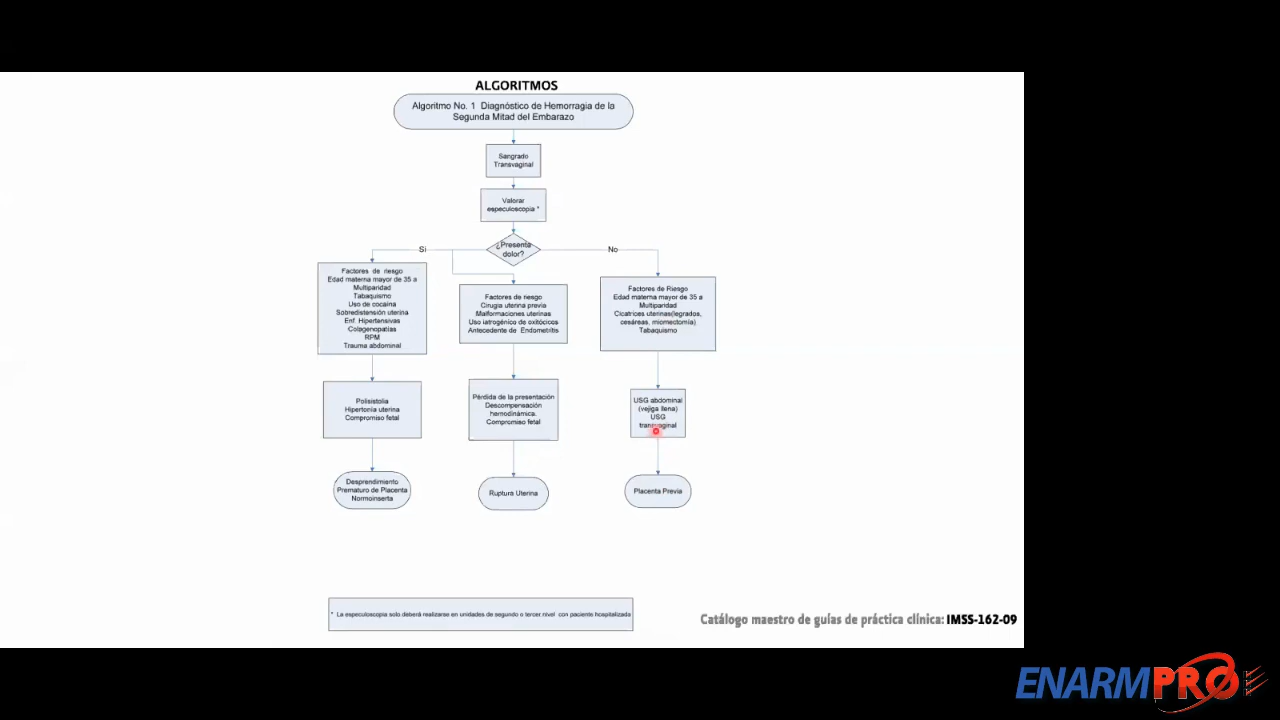 ALGORITMOS
Algoritmo No. 1 Diagnóstico de Hemorragia de la
Segunda Mitad del Embarazo
Sangrado
Transvaginal
Valorar
especuloscopia *
¿Presenta
dolor?
Si
No
Factores de riesgo
Edad materna mayor de 35 a
Multiparidad
Tabaquismo
Uso de cocaina
Sobredistensión uterina
Enf. Hipertensivas
Colagenopatías
RPM
Trauma abdominal
Factores de riesgo
Cirugia uterina previa
Malformaciones uterinas
Uso iatrogénico de oxitócicos
Antecedente de Endometritis
Factores de Riesgo
Edad materna mayor de 35 a
Multiparidad
Cicatrices uterinas(legrados,
cesáreas, miomectomía)
Tabaquismo
Polisistolia
Hipertonía uterina
Compromiso fetal
Pérdida de la presentación
Descompensación
hemodinámica.
Compromiso fetal
USG abdominal
(vejiga llena)
USG
transvaginal
Desprendimiento
Prematuro de Placenta
Normoinserta
Ruptura Uterina
Placenta Previa
* La especuloscopia solo deberá realizarse en unidades de segundo o tercer nivel con paciente hospitalizada
Catálogo maestro de guías de práctica clínica: IMSS-162-09
ENARMPRO